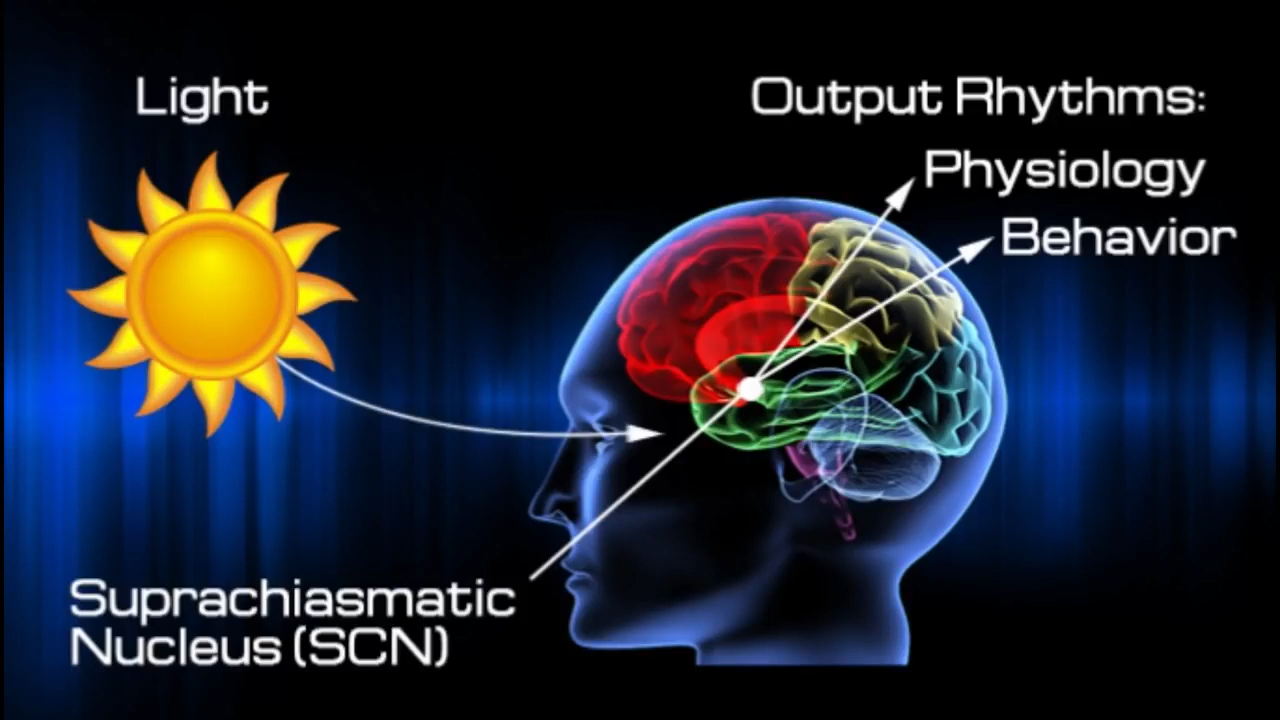 Light
Output Rhythms:
Physiology
Behavior
Suprachiasmatic
Nucleus (SCN)